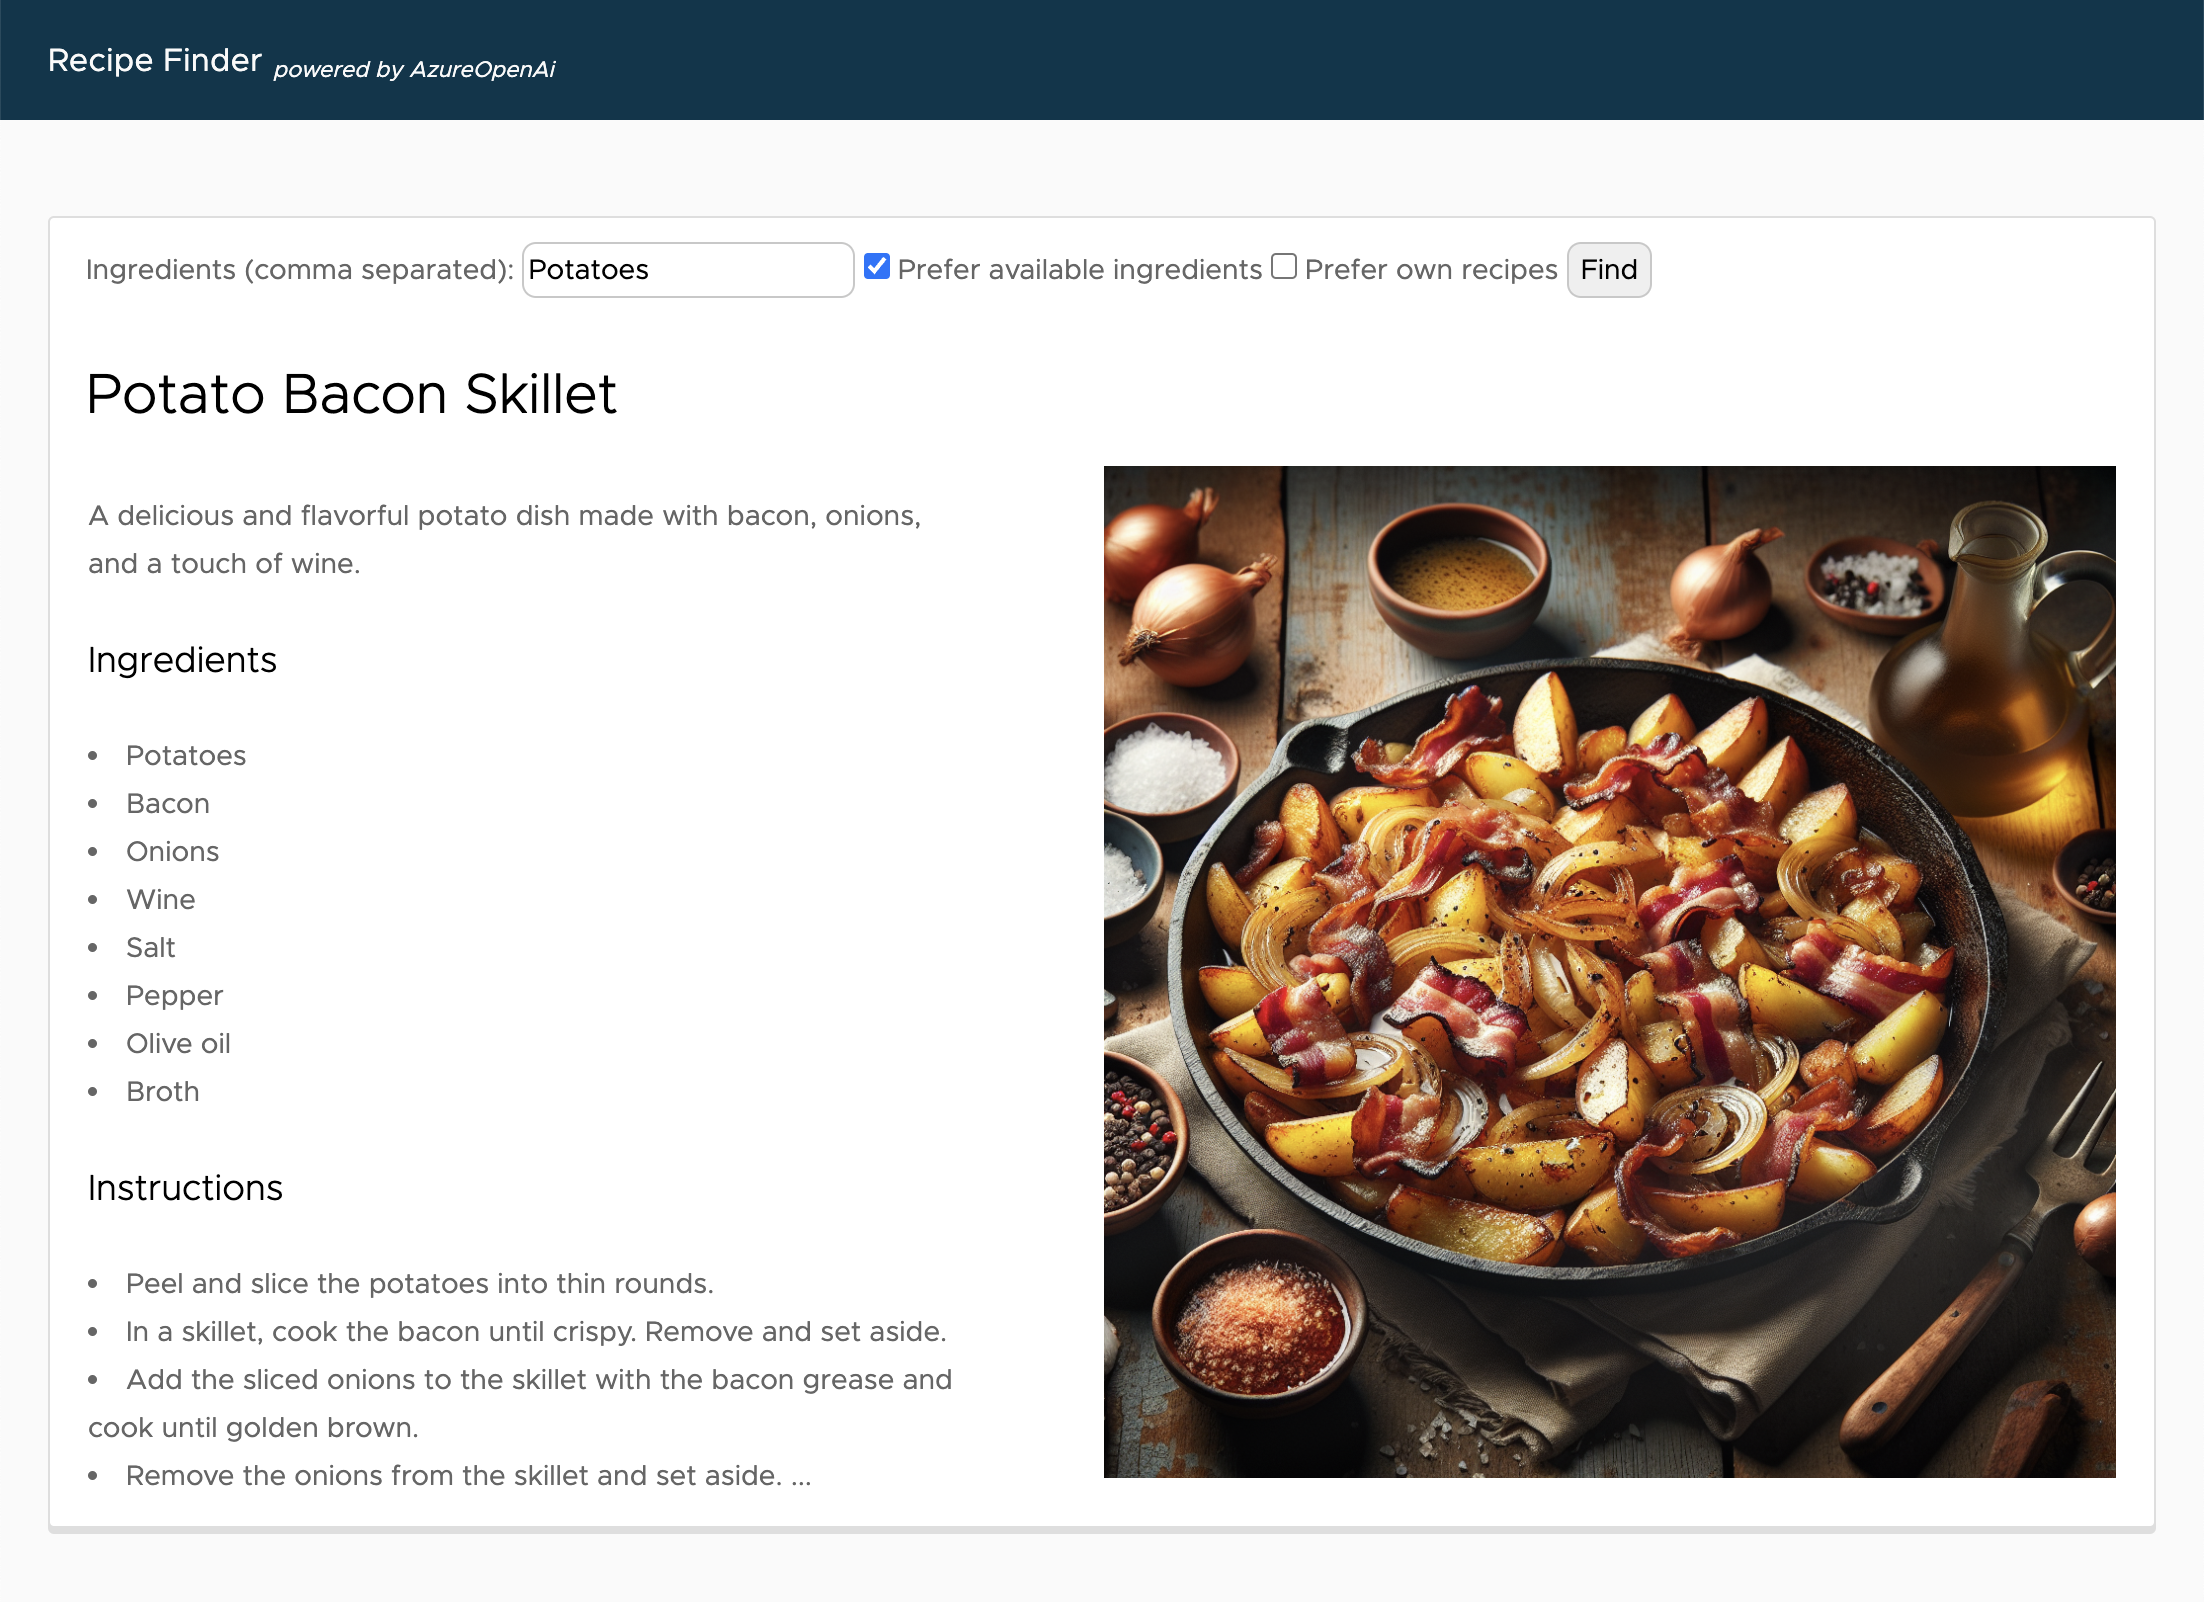 Recipe Finder powered by AzureOpenAi
Ingredients (comma separated): Potatoes Prefer available ingredients Prefer own recipes Find
Potato Bacon Skillet
A delicious and flavorful potato dish made with bacon, onions,
and a touch of wine.
Ingredients
• Potatoes
• Bacon
• Onions
• Wine
• Salt
• Pepper
• Olive oil
• Broth
Instructions
• Peel and slice the potatoes into thin rounds.
• In a skillet, cook the bacon until crispy. Remove and set aside.
• Add the sliced onions to the skillet with the bacon grease and
cook until golden brown.
• Remove the onions from the skillet and set aside. ...